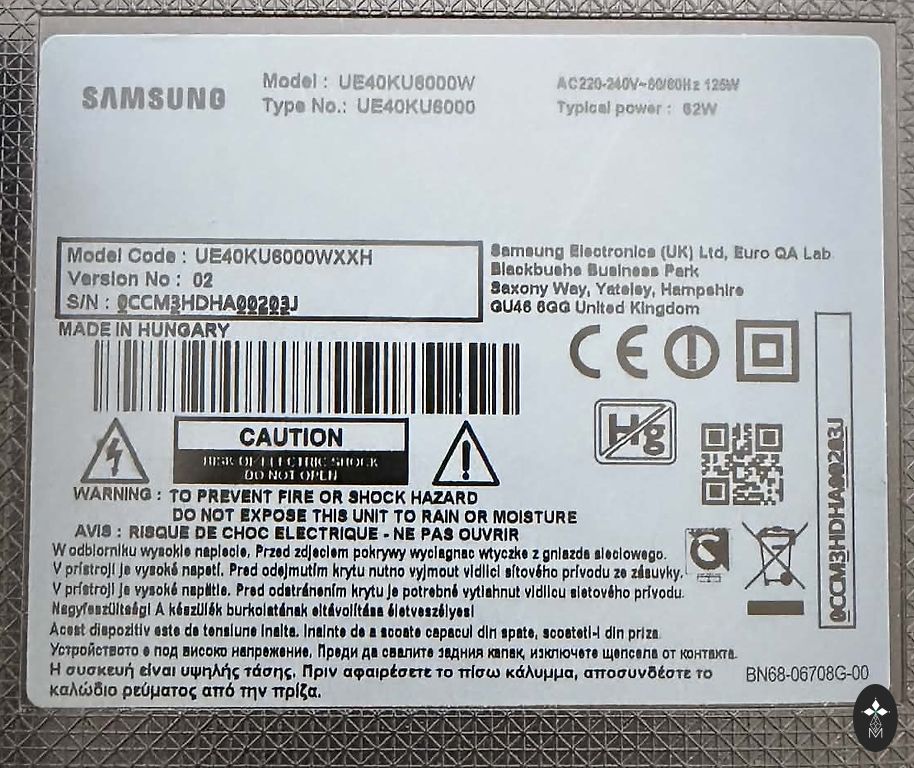 SAMSUNG
Model : UE40KU6000W
Type No.: UE40KU6000
AC220-240V~50/60Hz 125W
Typical power : 62W
Model Code : UE40KU6000WXXH
Version No : 02
S/N : 0CCM3HDHA00203J
MADE IN HUNGARY
Samsung Electronics (UK) Ltd, Euro QA Lab
Blackbushe Business Park
Saxony Way, Yateley, Hampshire
GU46 6GG United Kingdom
CE
Hg
CAUTION
RISK OF ELECTRIC SHOCK
DO NOT OPEN
WARNING : TO PREVENT FIRE OR SHOCK HAZARD
DO NOT EXPOSE THIS UNIT TO RAIN OR MOISTURE
AVIS : RISQUE DE CHOC ELECTRIQUE - NE PAS OUVRIR
W odbiorniku wysokie napiecie. Przed zdjeciem pokrywy wyciagnac wtyczke z gniazda sieciowego.
V prístroji je vysoké napetí. Pred odejmutím krytu nutno vyjmout vidlici síťového prívodu ze zásuvky.
V prístroji je vysoké napätie. Pred odstránením krytu je potrebné vytiahnut vidlicu sieťového prívodu.
Nagyfeszültség! A készülék burkolatának eltávolítása életveszélyes!
Acest dispozitiv este de tensiune inalta. Inainte de a scoate capacul din spate, scoateti-l din priza.
Устройството е под високо напрежение, Преди да свалите задния капак, изключете щепсела от контакта.
Η συσκευή είναι υψηλής τάσης, Πριν αφαιρέσετε το πίσω κάλυμμα, αποσυνδέστε το
καλώδιο ρεύματος από την πρίζα.
0CCM3HDHA00203J
BN68-06708G-00
M